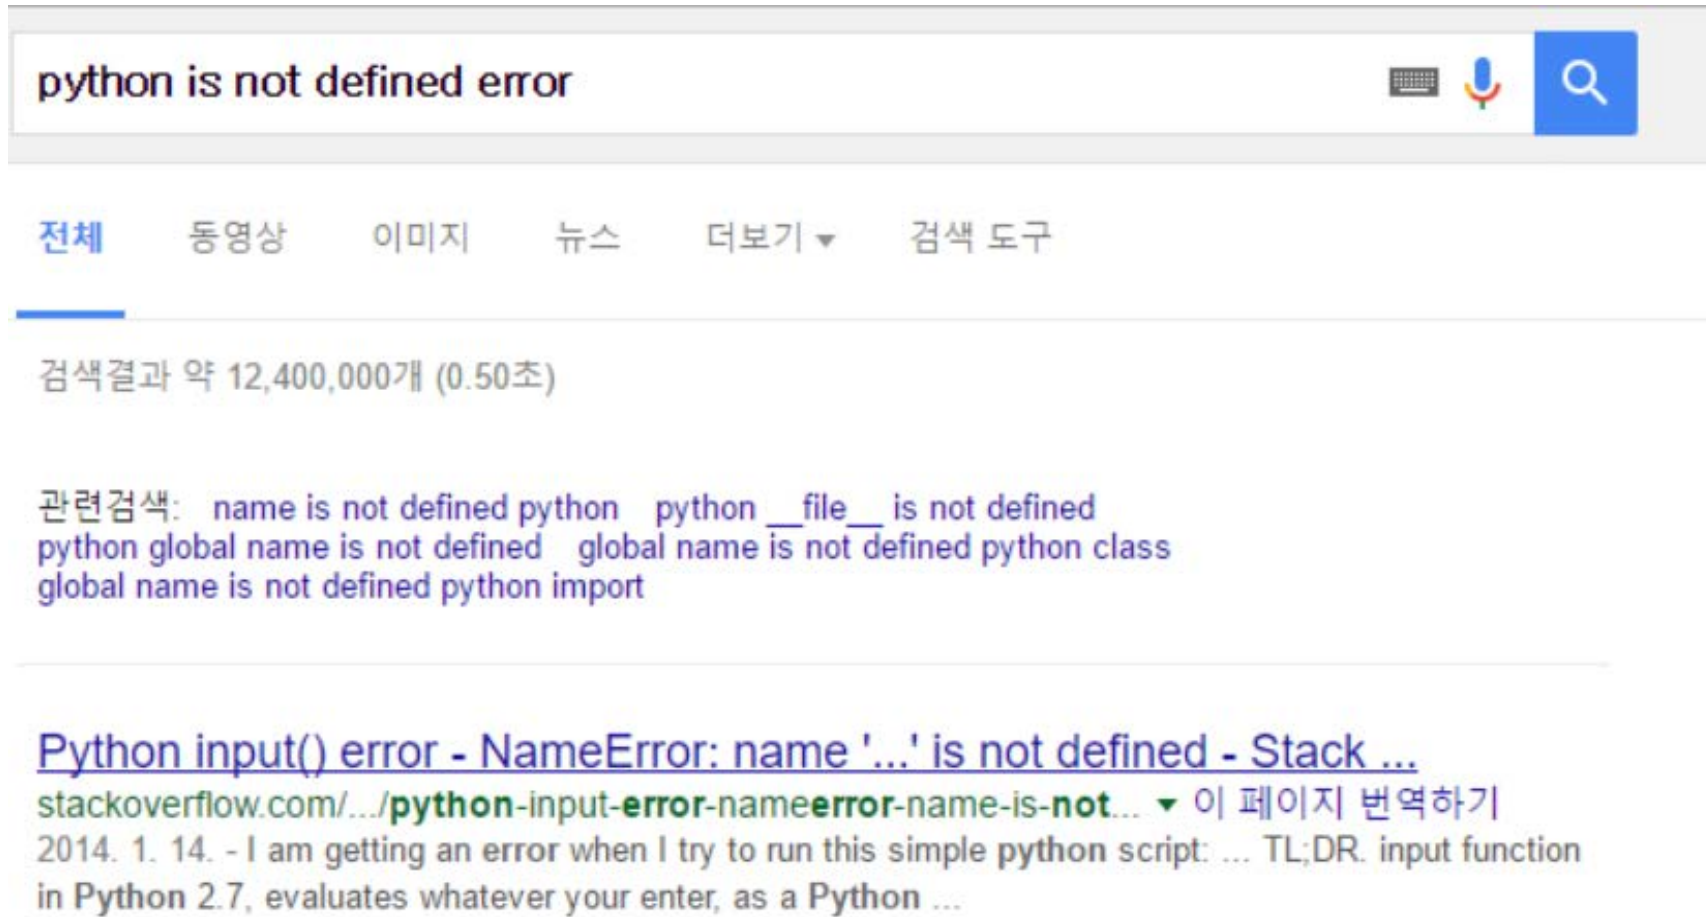 python is not defined error
전체 동영상 이미지 뉴스 더보기 검색 도구
검색결과 약 12,400,000개 (0.50초)
관련검색: name is not defined python python __file__ is not defined
python global name is not defined global name is not defined python class
global name is not defined python import
Python input() error - NameError: name '...' is not defined - Stack ...
stackoverflow.com/.../python-input-error-nameerror-name-is-not... 이 페이지 번역하기
2014. 1. 14. - I am getting an error when I try to run this simple python script: ... TL;DR. input function
in Python 2.7, evaluates whatever your enter, as a Python ...